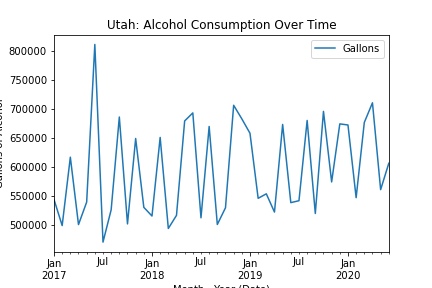 Utah: Alcohol Consumption Over Time
Gallons
800000
750000
700000
650000
600000
550000
500000
Gallons of Alcohol
Jan Jul Jan Jul Jan Jul Jan
2017 2018 2019 2020
Month - Year (Date)